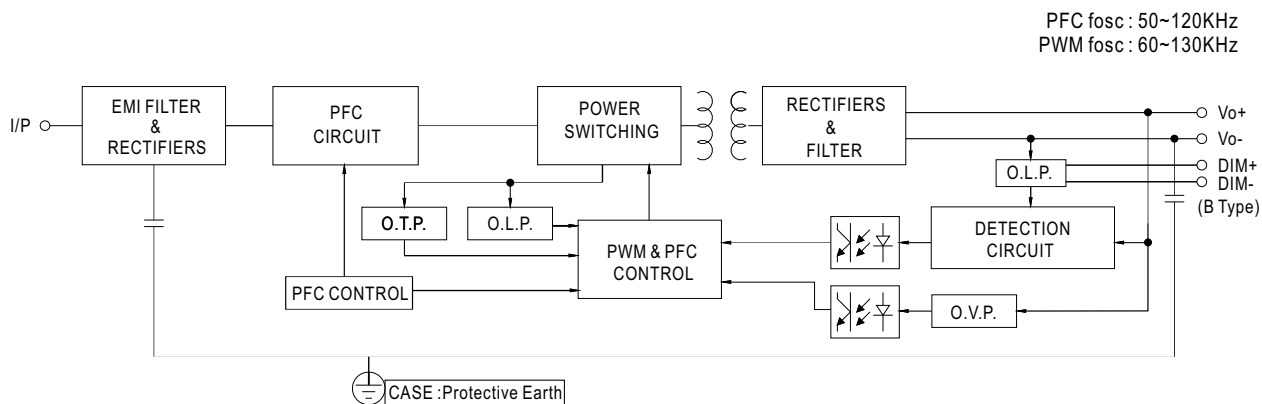 PFC fosc : 50~120KHz
PWM fosc : 60~130KHz
I/P
EMI FILTER
&
RECTIFIERS
PFC
CIRCUIT
POWER
SWITCHING
RECTIFIERS
&
FILTER
Vo+
Vo-
DIM+
DIM-
(B Type)
O.L.P.
O.T.P.
O.L.P.
PWM & PFC
CONTROL
DETECTION
CIRCUIT
PFC CONTROL
O.V.P.
CASE :Protective Earth